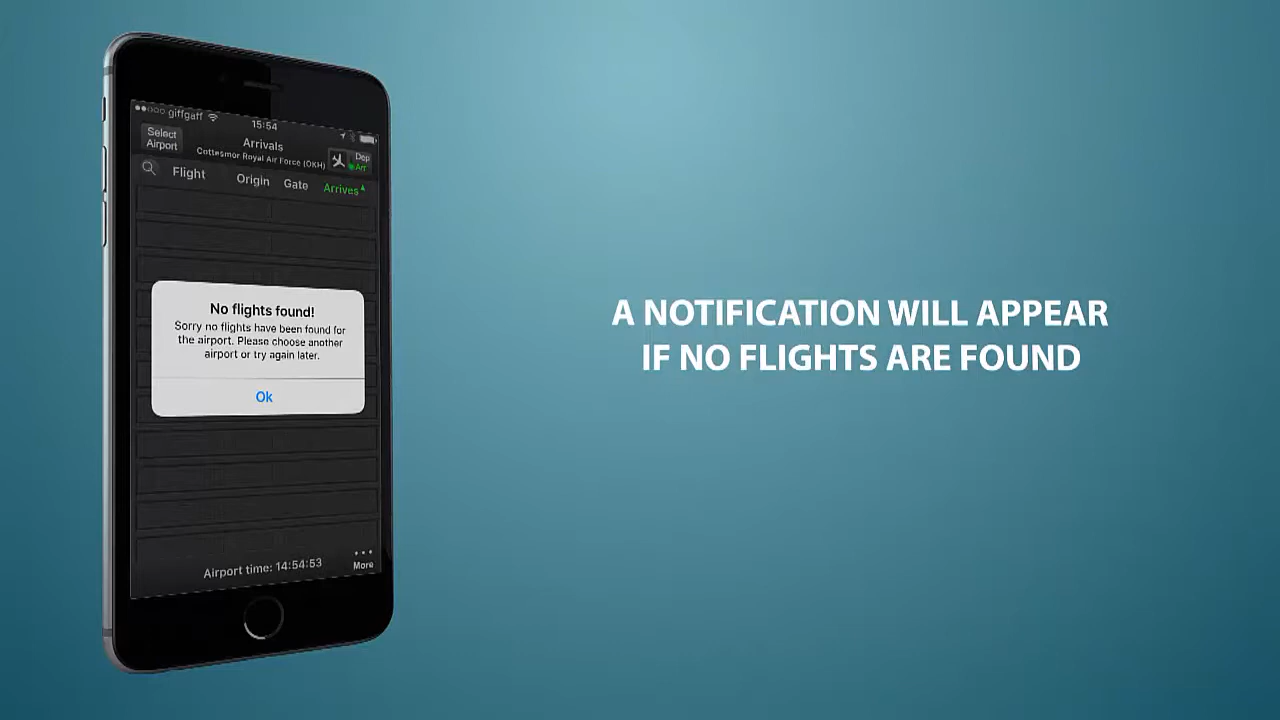 giffgaff
15:54
Select
Airport
Arrivals
Cottesmor Royal Air Force (OKH)
Dep
Arr
Flight
Origin
Gate
Arrives
No flights found!
Sorry no flights have been found for
the airport. Please choose another
airport or try again later.
Ok
Airport time: 14:54:53
More
A NOTIFICATION WILL APPEAR
IF NO FLIGHTS ARE FOUND